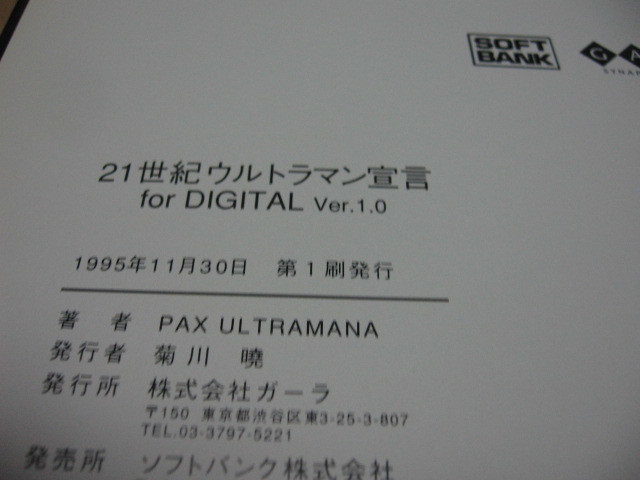 SOFT
BANK
GA
SYNA
21世紀ウルトラマン宣言
for DIGITAL Ver.1.0
1995年11月30日 第1刷発行
著 者 PAX ULTRAMANA
発行者 菊川 曉
発行所 株式会社ガーラ
〒150 東京都渋谷区東3-25-3-807
TEL.03-3797-5221
発売所 ソフトバンク株式会社